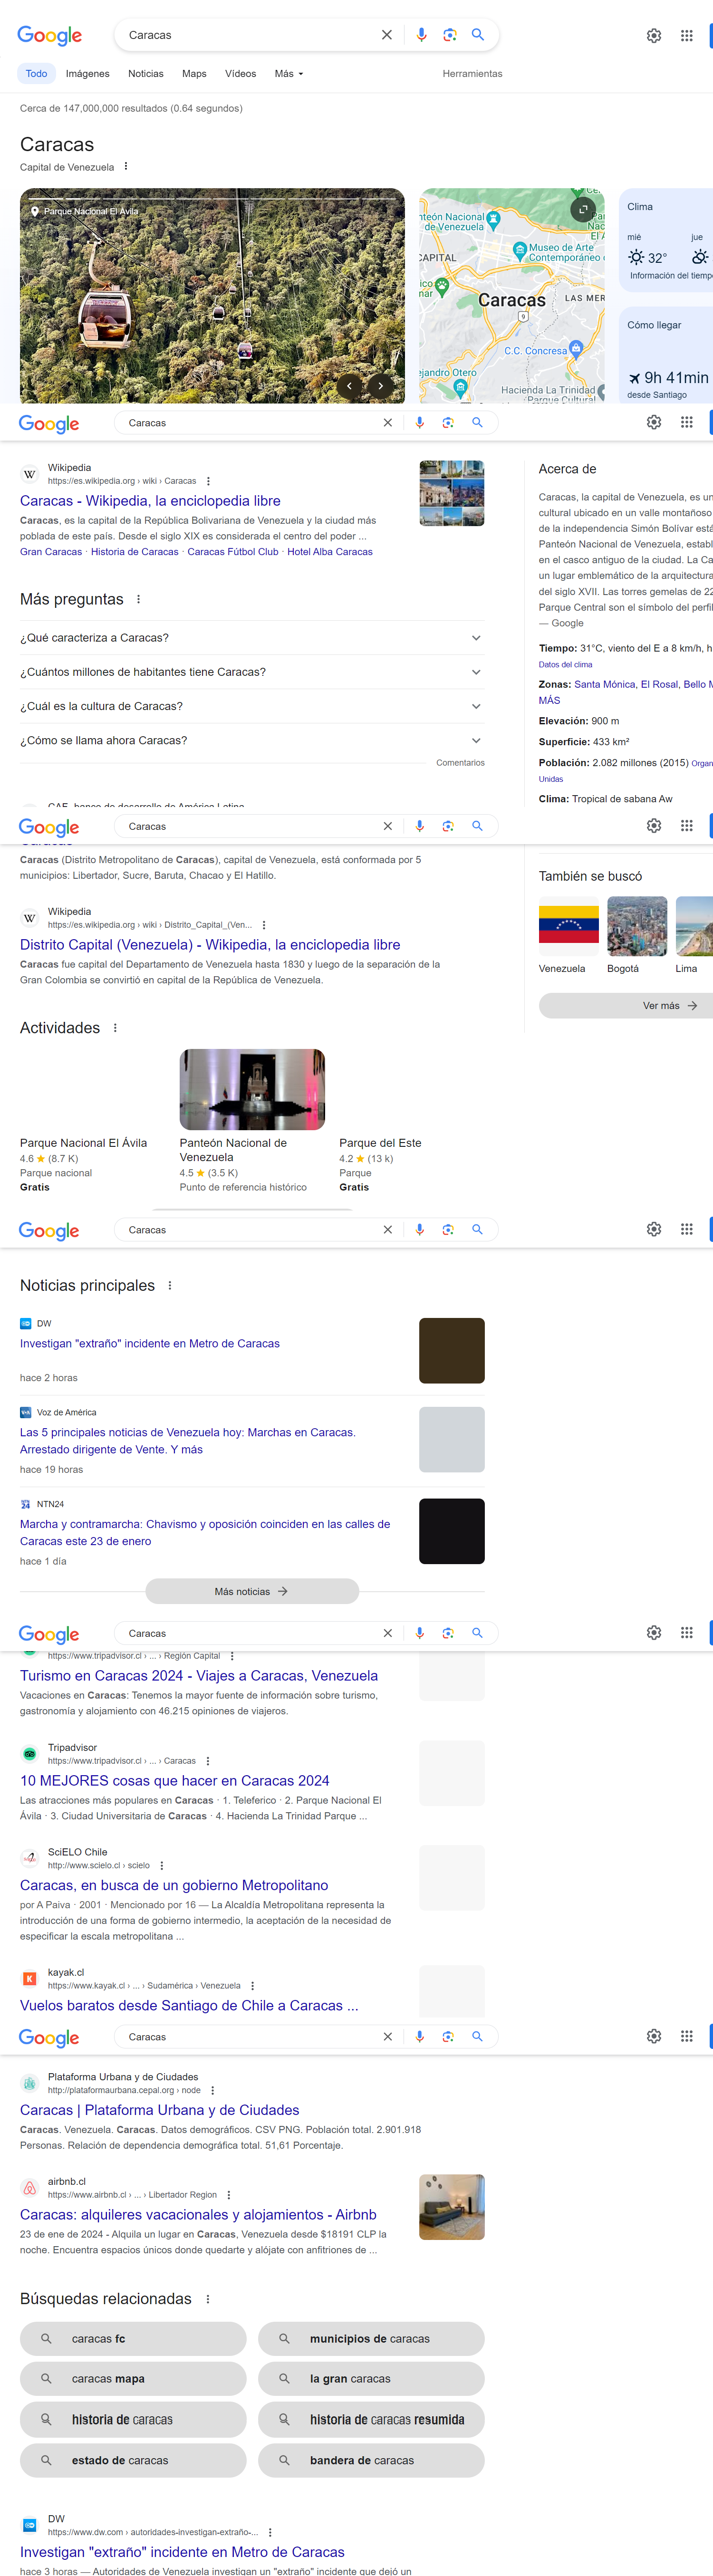 Google
Caracas
Todo Imágenes Noticias Maps Vídeos Más Herramientas
Cerca de 147,000,000 resultados (0.64 segundos)
Caracas
Capital de Venezuela
Parque Nacional El Ávila
nteón Nacional
de Venezuela
Museo de Arte
Contemporáneo
CAPITAL
Caracas
LAS MER
9
C.C. Concresa
ejandro Otero
Hacienda La Trinidad
Parque Cultural
Clima
mié jue
32°
Información del tiemp
Cómo llegar
9h 41min
desde Santiago
Google
Caracas
Wikipedia
https://es.wikipedia.org › wiki › Caracas
Caracas - Wikipedia, la enciclopedia libre
Caracas, es la capital de la República Bolivariana de Venezuela y la ciudad más
poblada de este país. Desde el siglo XIX es considerada el centro del poder ...
Gran Caracas · Historia de Caracas · Caracas Fútbol Club · Hotel Alba Caracas
Más preguntas
¿Qué caracteriza a Caracas?
¿Cuántos millones de habitantes tiene Caracas?
¿Cuál es la cultura de Caracas?
¿Cómo se llama ahora Caracas?
Comentarios
CAF, banco de desarrollo de América Latina
Acerca de
Caracas, la capital de Venezuela, es un
cultural ubicado en un valle montañoso
de la independencia Simón Bolívar está
Panteón Nacional de Venezuela, establ
en el casco antiguo de la ciudad. La Ca
un lugar emblemático de la arquitectura
del siglo XVII. Las torres gemelas de 22
Parque Central son el símbolo del perfil
— Google
Tiempo: 31°C, viento del E a 8 km/h, h
Datos del clima
Zonas: Santa Mónica, El Rosal, Bello M
MÁS
Elevación: 900 m
Superficie: 433 km²
Población: 2.082 millones (2015) Organ
Unidas
Clima: Tropical de sabana Aw
Google
Caracas
Caracas (Distrito Metropolitano de Caracas), capital de Venezuela, está conformada por 5
municipios: Libertador, Sucre, Baruta, Chacao y El Hatillo.
Wikipedia
https://es.wikipedia.org › wiki › Distrito_Capital_(Ven...
Distrito Capital (Venezuela) - Wikipedia, la enciclopedia libre
Caracas fue capital del Departamento de Venezuela hasta 1830 y luego de la separación de la
Gran Colombia se convirtió en capital de la República de Venezuela.
También se buscó
Venezuela Bogotá Lima
Ver más
Actividades
Parque Nacional El Ávila
4.6 (8.7 K)
Parque nacional
Gratis
Panteón Nacional de
Venezuela
4.5 (3.5 K)
Punto de referencia histórico
Parque del Este
4.2 (13 k)
Parque
Gratis
Google
Caracas
Noticias principales
DW
Investigan "extraño" incidente en Metro de Caracas
hace 2 horas
Voz de América
Las 5 principales noticias de Venezuela hoy: Marchas en Caracas.
Arrestado dirigente de Vente. Y más
hace 19 horas
NTN24
Marcha y contramarcha: Chavismo y oposición coinciden en las calles de
Caracas este 23 de enero
hace 1 día
Más noticias
Google
Caracas
https://www.tripadvisor.cl › ... › Región Capital
Turismo en Caracas 2024 - Viajes a Caracas, Venezuela
Vacaciones en Caracas: Tenemos la mayor fuente de información sobre turismo,
gastronomía y alojamiento con 46.215 opiniones de viajeros.
Tripadvisor
https://www.tripadvisor.cl › ... › Caracas
10 MEJORES cosas que hacer en Caracas 2024
Las atracciones más populares en Caracas · 1. Teleferico · 2. Parque Nacional El
Ávila · 3. Ciudad Universitaria de Caracas · 4. Hacienda La Trinidad Parque ...
SciELO Chile
http://www.scielo.cl › scielo
Caracas, en busca de un gobierno Metropolitano
por A Paiva · 2001 · Mencionado por 16 — La Alcaldía Metropolitana representa la
introducción de una forma de gobierno intermedio, la aceptación de la necesidad de
especificar la escala metropolitana ...
kayak.cl
https://www.kayak.cl › ... › Sudamérica › Venezuela
Vuelos baratos desde Santiago de Chile a Caracas ...
Google
Caracas
Plataforma Urbana y de Ciudades
http://plataformaurbana.cepal.org › node
Caracas | Plataforma Urbana y de Ciudades
Caracas. Venezuela. Caracas. Datos demográficos. CSV PNG. Población total. 2.901.918
Personas. Relación de dependencia demográfica total. 51,61 Porcentaje.
airbnb.cl
https://www.airbnb.cl › ... › Libertador Region
Caracas: alquileres vacacionales y alojamientos - Airbnb
23 de ene de 2024 - Alquila un lugar en Caracas, Venezuela desde $18191 CLP la
noche. Encuentra espacios únicos donde quedarte y alójate con anfitriones de ...
Búsquedas relacionadas
caracas fc
municipios de caracas
caracas mapa
la gran caracas
historia de caracas
historia de caracas resumida
estado de caracas
bandera de caracas
DW
https://www.dw.com › autoridades-investigan-extraño-...
Investigan "extraño" incidente en Metro de Caracas
hace 3 horas — Autoridades de Venezuela investigan un "extraño" incidente que dejó un